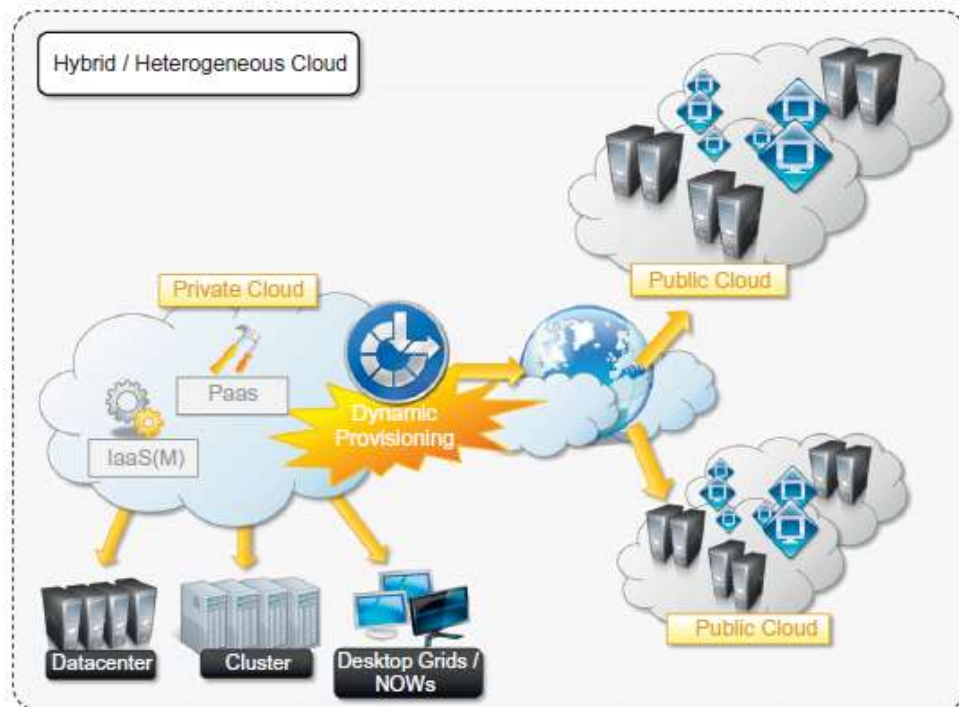 Hybrid / Heterogeneous Cloud
Public Cloud
Private Cloud
Paas
Dynamic
Provisioning
IaaS(M)
Datacenter
Cluster
Desktop Grids /
NOWs
Public Cloud